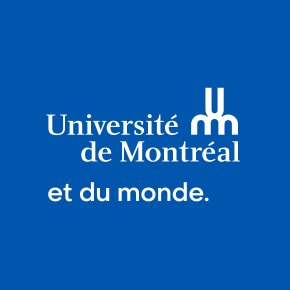 Université
de Montréal
et du monde.